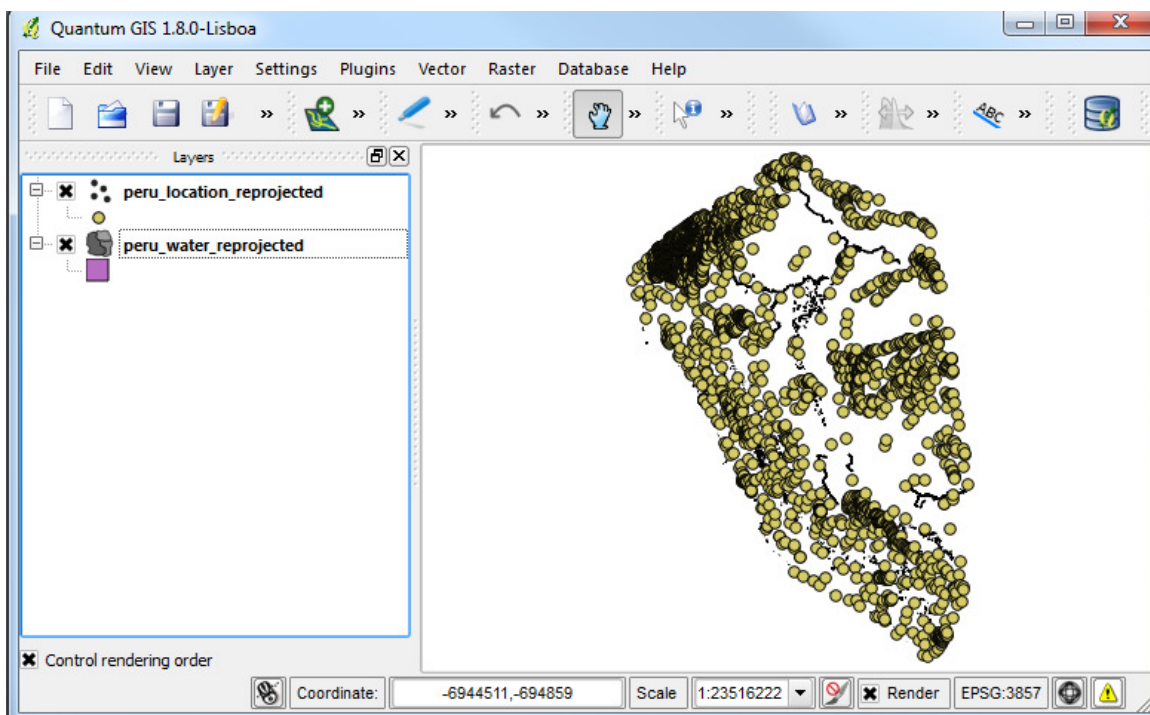 Quantum GIS 1.8.0-Lisboa
File Edit View Layer Settings Plugins Vector Raster Database Help
ABC
Layers
peru_location_reprojected
peru_water_reprojected
Control rendering order
Coordinate: -6944511,-694859 Scale 1:23516222 Render EPSG:3857